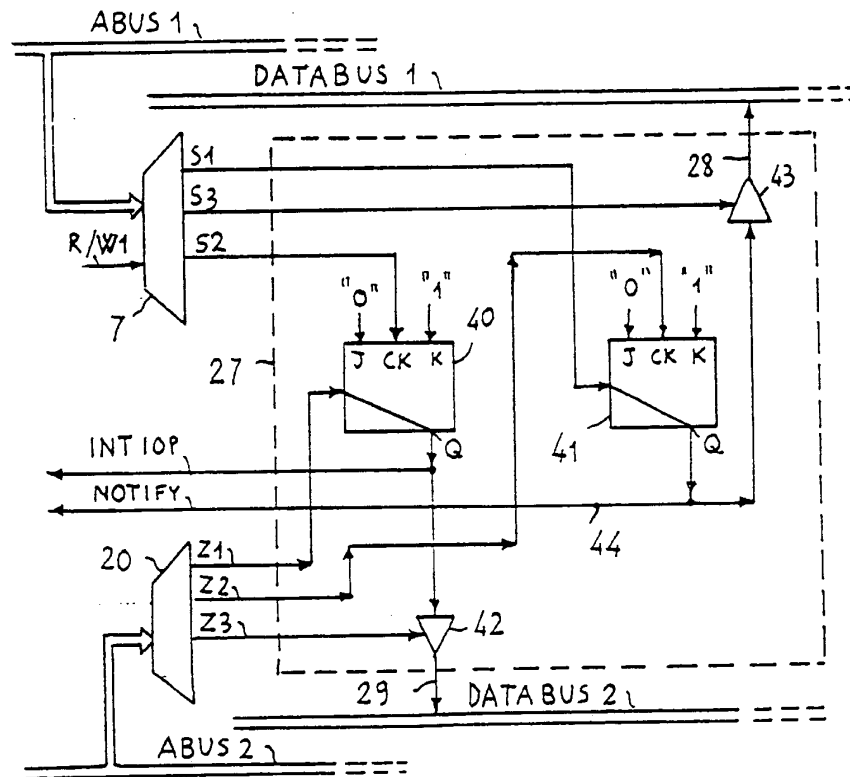 ABUS 1
DATABUS 1
S1
28
43
S3
R/W1
S2
"0"
"1"
"0"
"1"
7
J CK K
40
J CK K
27
41
Q
Q
INT IOP
NOTIFY
44
20
Z1
Z2
Z3
42
29
DATABUS 2
ABUS 2